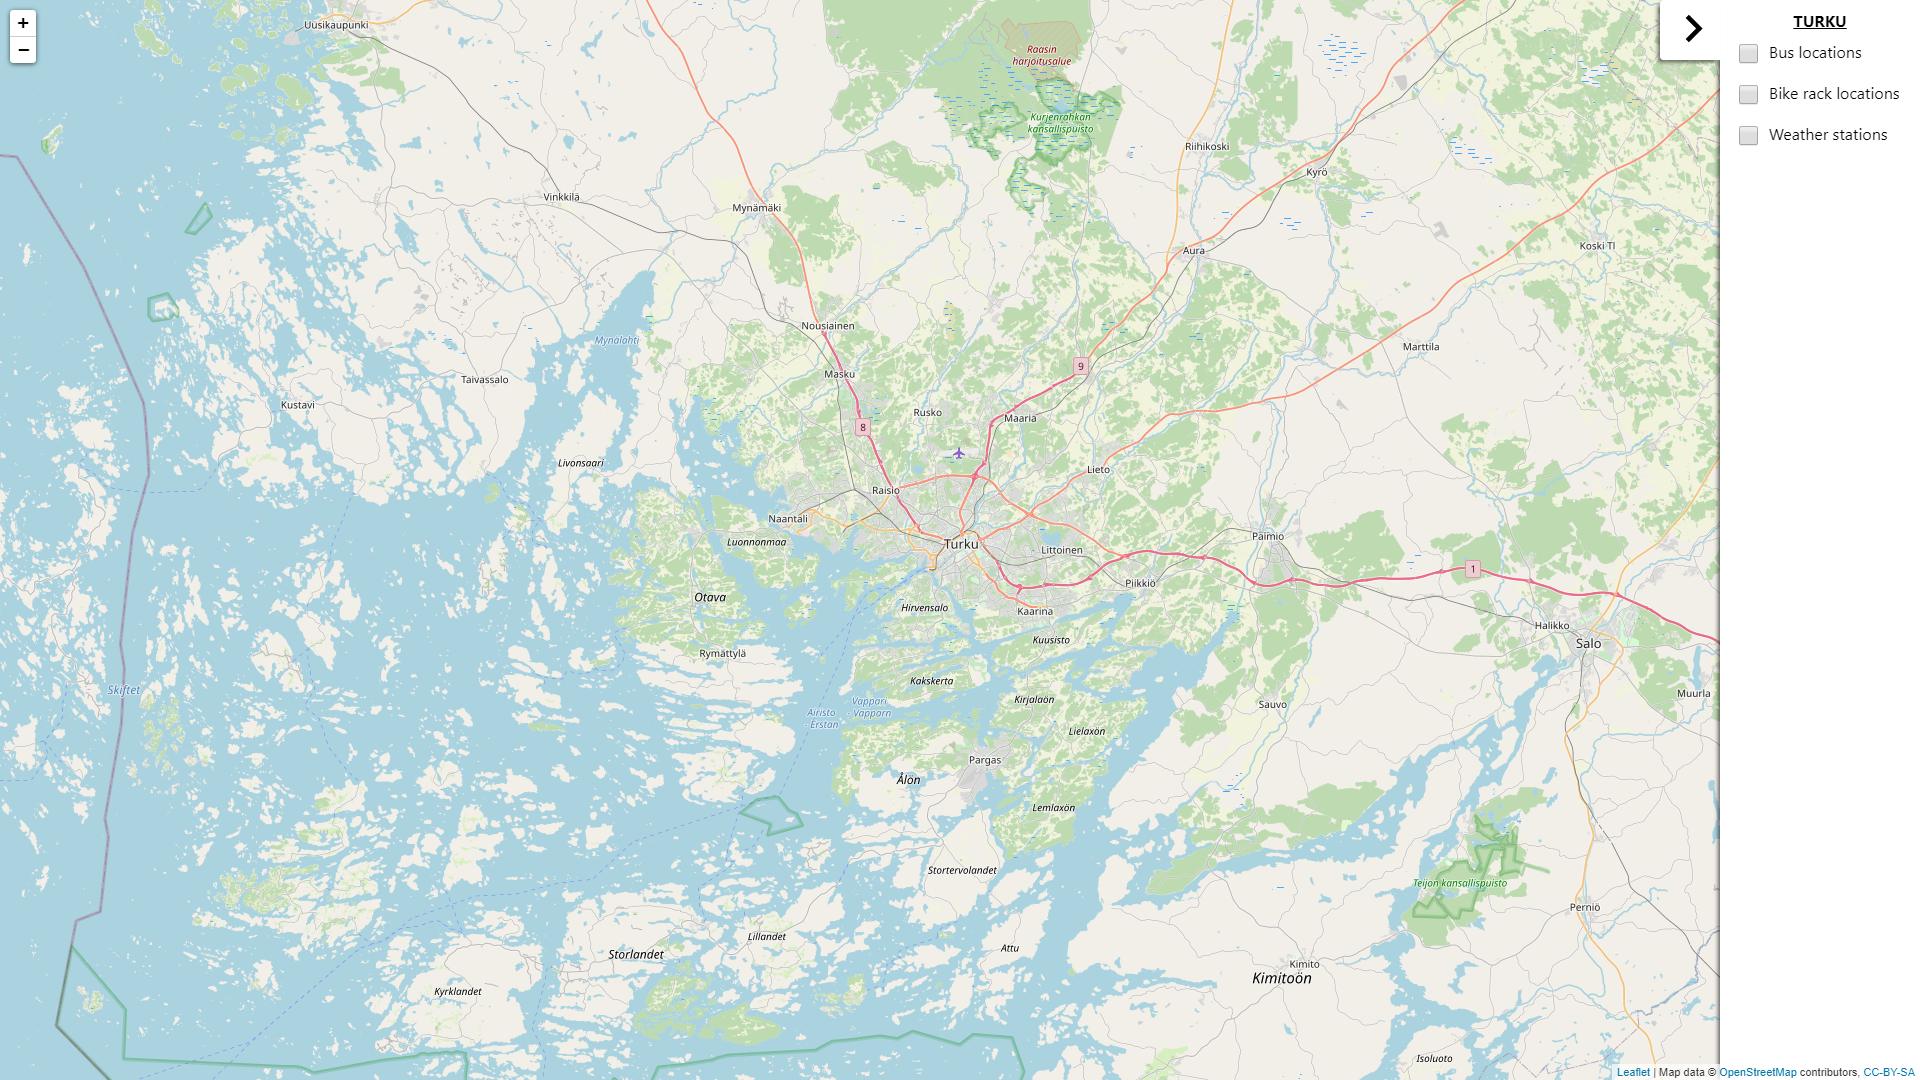 +
−
TURKU
Bus locations
Bike rack locations
Weather stations
Uusikaupunki
Raasin
harjoitusalue
Kurjenrahkan
kansallispuisto
Riihikoski
Kyrö
Vinkkilä
Mynämäki
Koski Tl
Aura
Nousiainen
Mynälahti
Marttila
9
Masku
Taivassalo
Kustavi
Rusko
Maaria
8
Livonsaari
Lieto
Raisio
Naantali
Paimio
Luonnonmaa
Turku
Littoinen
1
Piikkiö
Otava
Hirvensalo
Kaarina
Halikko
Kuusisto
Salo
Rymättylä
Kakskerta
Skiftet
Muurla
Kirjalaön
Vappari
- Vapparn
Sauvo
Airisto
- Erstan
Lielaxön
Pargas
Ålön
Lemlaxön
Stortervolandet
Teijon kansallispuisto
Perniö
Lillandet
Attu
Storlandet
Kimito
Kimitoön
Kyrklandet
Isoluoto
Leaflet | Map data © OpenStreetMap contributors, CC-BY-SA